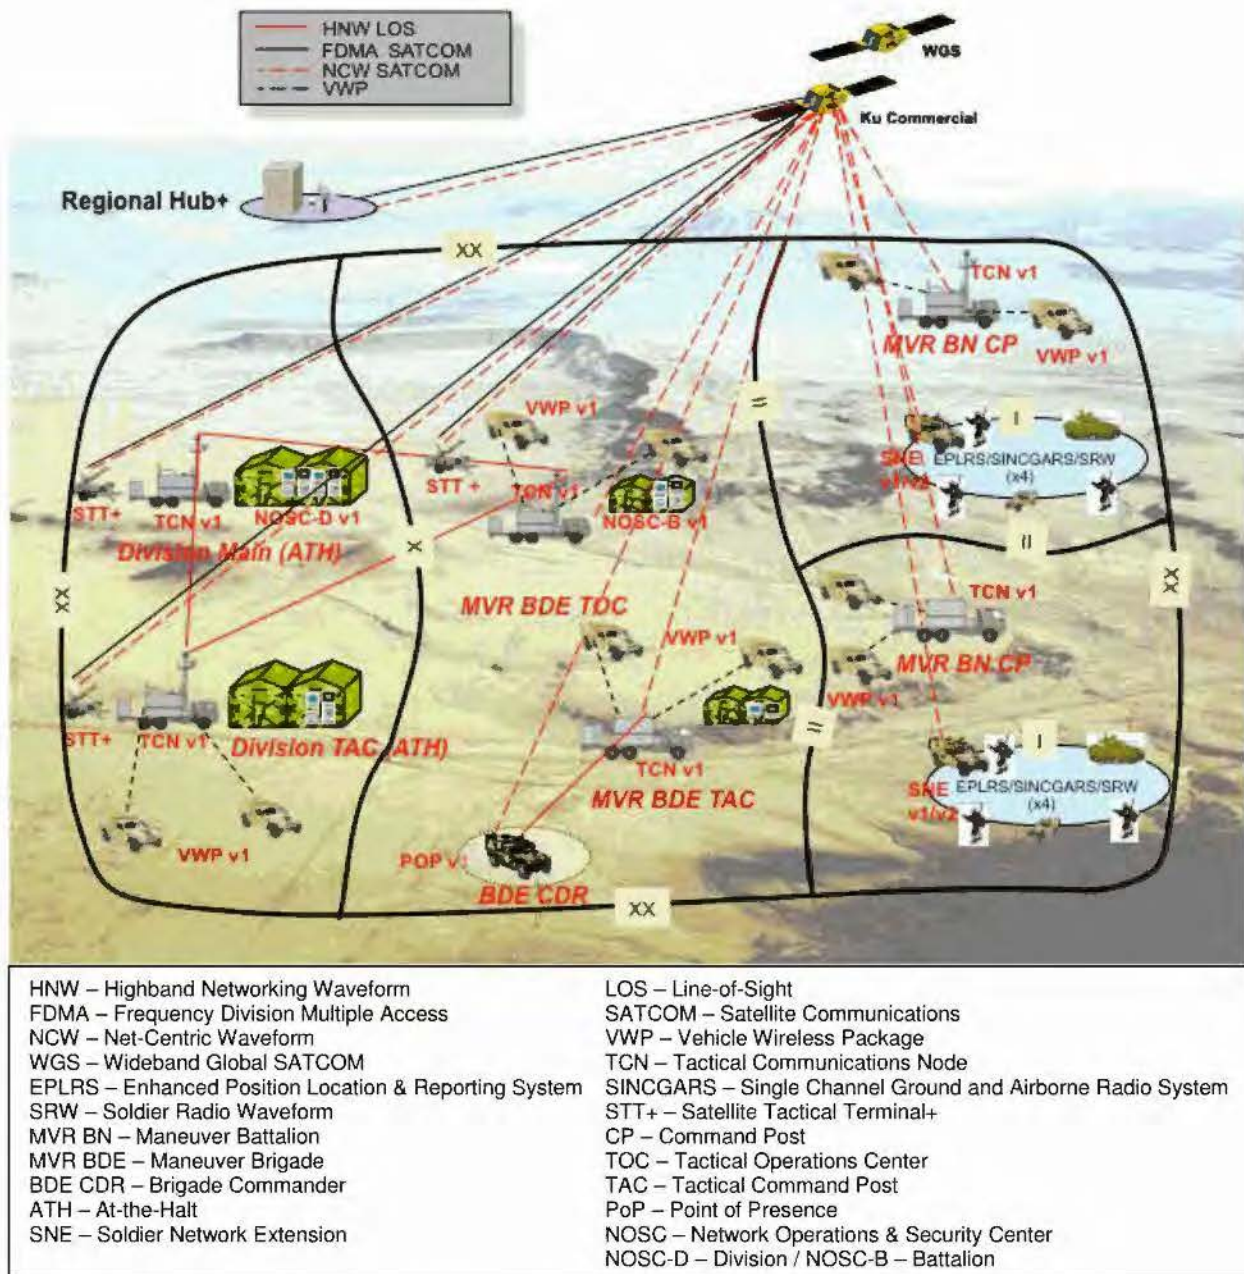 HNW LOS
FDMA SATCOM
NCW SATCOM
VWP
WGS
Ku Commercial
Regional Hub+
XX
TCN v1
MVR BN CP
VWP v1
VWP v1
II
I
STT+
TCN v1
NOSC-D v1
Division Main (ATH)
STT +
TCN v1
NOSC-B v1
SNE
v1/v2
EPLRS/SINCGARS/SRW
(x4)
X
II
XX
XX
MVR BDE TOC
VWP v1
TCN v1
MVR BN CP
VWP v1
STT+
TCN v1
Division TAC (ATH)
II
I
TCN v1
MVR BDE TAC
SNE
v1/v2
EPLRS/SINCGARS/SRW
(x4)
VWP v1
POP v1
BDE CDR
XX
HNW – Highband Networking Waveform
FDMA – Frequency Division Multiple Access
NCW – Net-Centric Waveform
WGS – Wideband Global SATCOM
EPLRS – Enhanced Position Location & Reporting System
SRW – Soldier Radio Waveform
MVR BN – Maneuver Battalion
MVR BDE – Maneuver Brigade
BDE CDR – Brigade Commander
ATH – At-the-Halt
SNE – Soldier Network Extension
LOS – Line-of-Sight
SATCOM – Satellite Communications
VWP – Vehicle Wireless Package
TCN – Tactical Communications Node
SINCGARS – Single Channel Ground and Airborne Radio System
STT+ – Satellite Tactical Terminal+
CP – Command Post
TOC – Tactical Operations Center
TAC – Tactical Command Post
PoP – Point of Presence
NOSC – Network Operations & Security Center
NOSC-D – Division / NOSC-B – Battalion